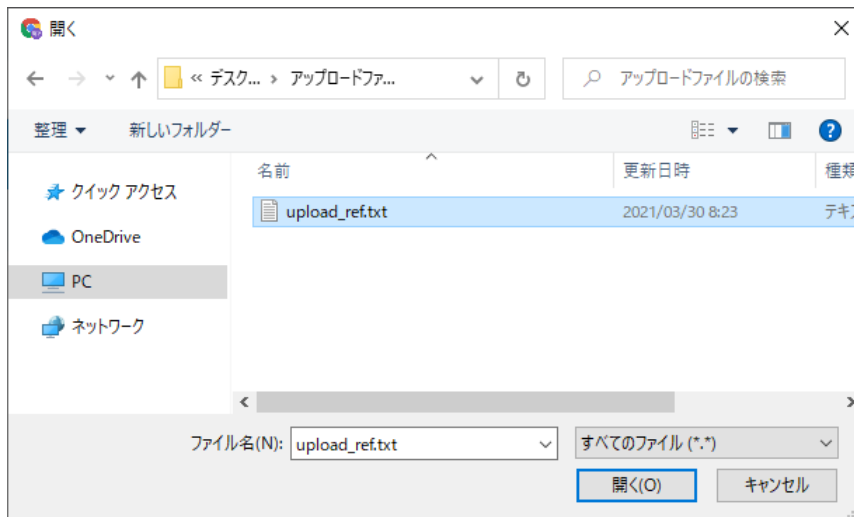 開く
« デスク... › アップロードファ...
アップロードファイルの検索
整理 新しいフォルダー
名前 更新日時 種類
クイック アクセス
upload_ref.txt 2021/03/30 8:23 テキ
OneDrive
PC
ネットワーク
ファイル名(N): upload_ref.txt すべてのファイル (*.*)
開く(O) キャンセル